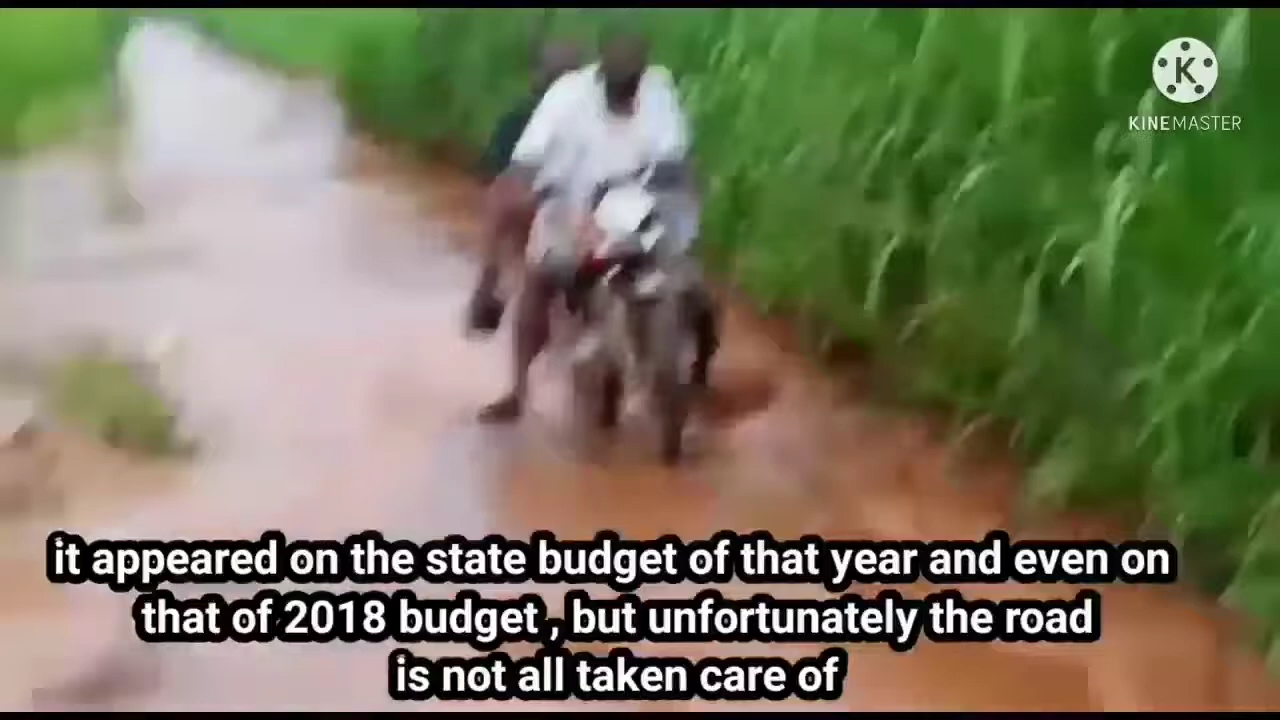 K
KINEMASTER
it appeared on the state budget of that year and even on
that of 2018 budget , but unfortunately the road
is not all taken care of